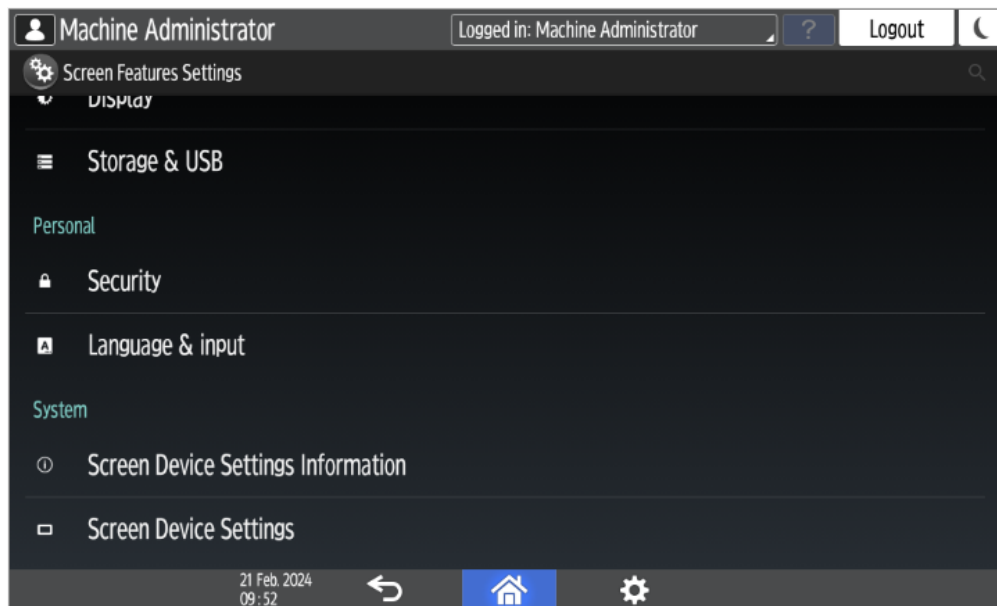 Machine Administrator
Logged in: Machine Administrator
?
Logout
Screen Features Settings
Display
Storage & USB
Personal
Security
Language & input
System
Screen Device Settings Information
Screen Device Settings
21 Feb. 2024
09:52